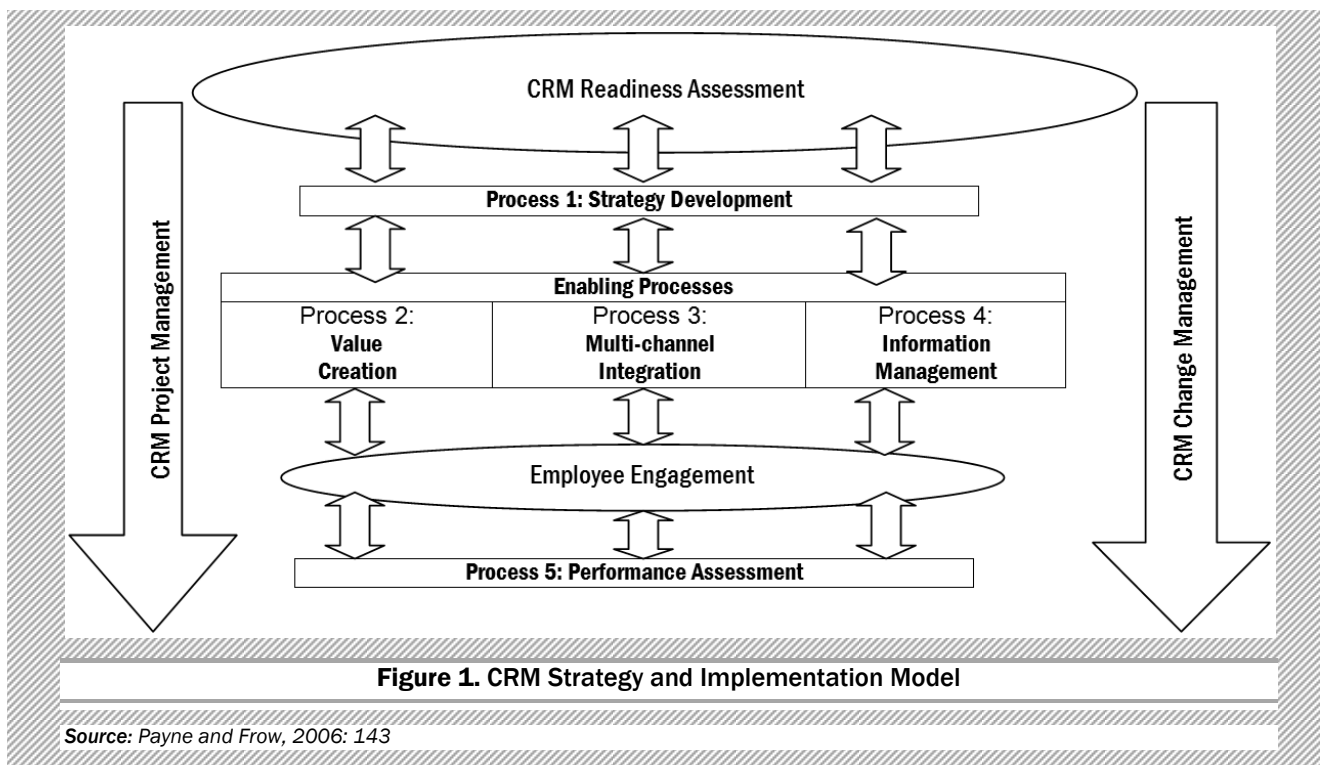 CRM Readiness Assessment
Process 1: Strategy Development
CRM Project Management
CRM Change Management
Enabling Processes
Process 2:
Value
Creation
Process 3:
Multi-channel
Integration
Process 4:
Information
Management
Employee Engagement
Process 5: Performance Assessment
Figure 1. CRM Strategy and Implementation Model
Source: Payne and Frow, 2006: 143